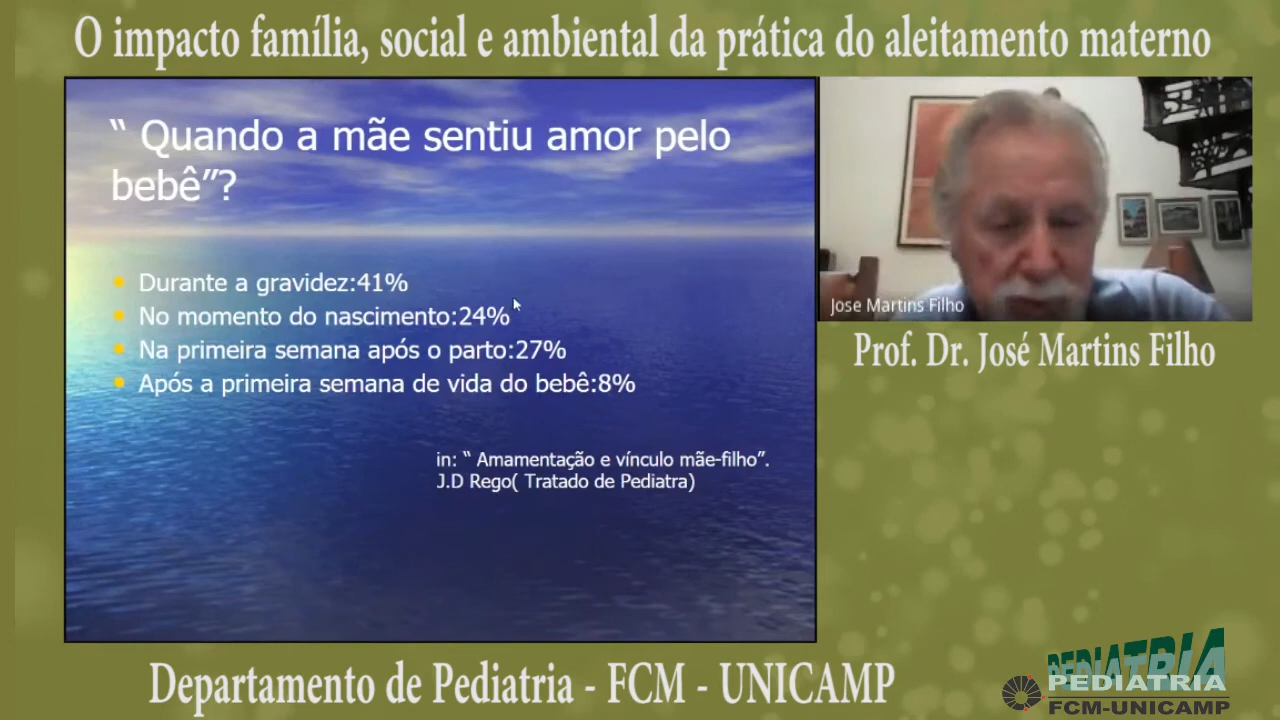 O impacto família, social e ambiental da prática do aleitamento materno
“ Quando a mãe sentiu amor pelo
bebê”?
Durante a gravidez:41%
No momento do nascimento:24%
Na primeira semana após o parto:27%
Após a primeira semana de vida do bebê:8%
in: “ Amamentação e vínculo mãe-filho”.
J.D Rego( Tratado de Pediatra)
Jose Martins Filho
Prof. Dr. José Martins Filho
Departamento de Pediatria - FCM - UNICAMP
PEDIATRIA
PEDIATRIA
FCM-UNICAMP